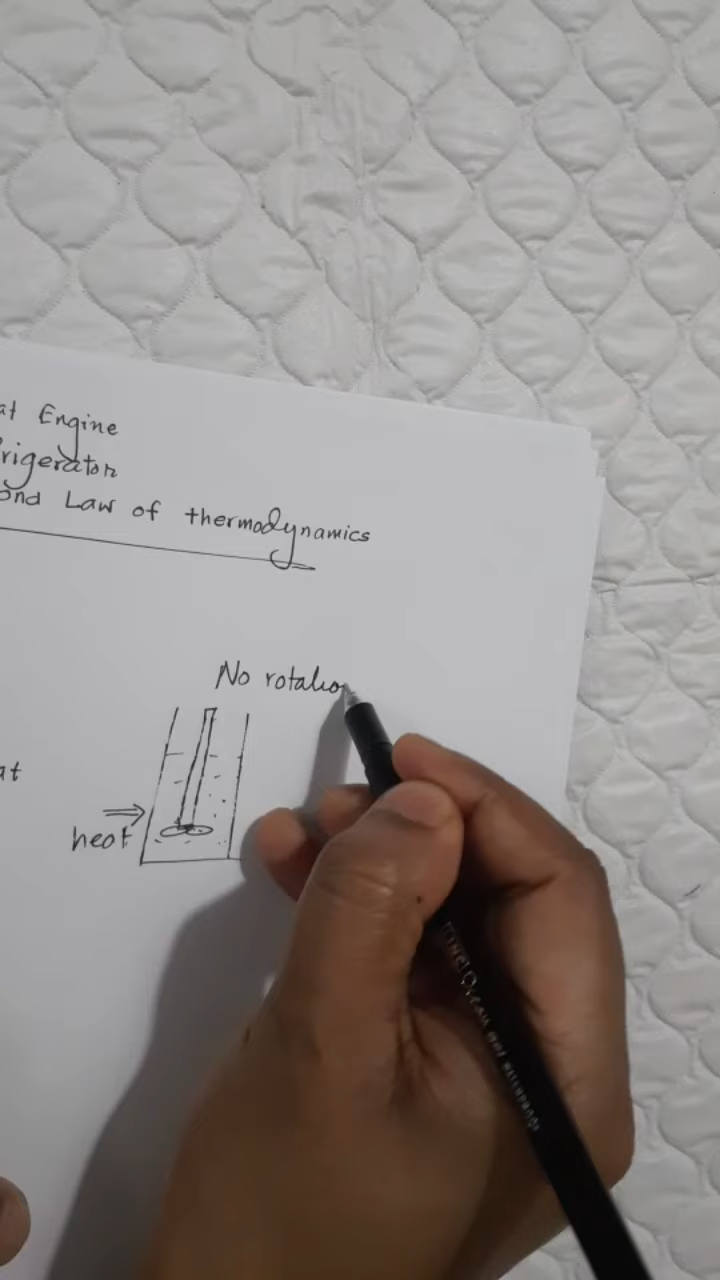 at Engine
rigerator
ond Law of thermodynamics
No rotatio
at
heat